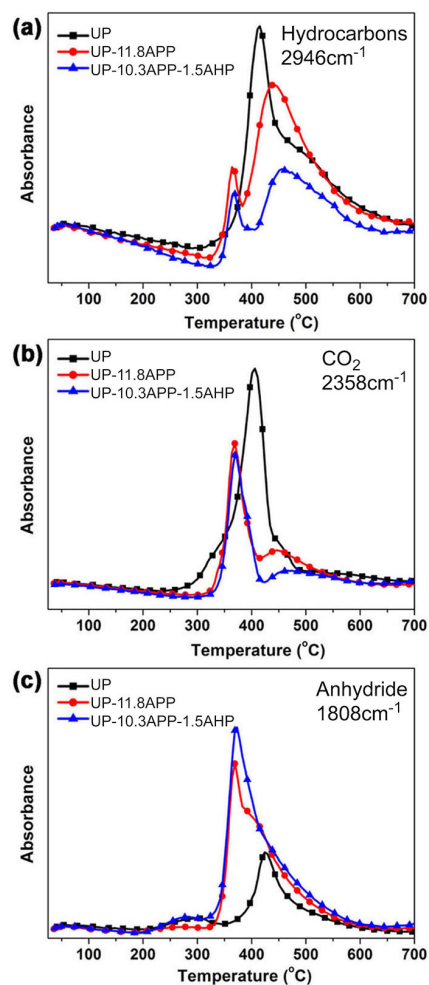 (a)
UP
UP-11.8APP
UP-10.3APP-1.5AHP
Hydrocarbons
2946cm⁻¹
Absorbance
100 200 300 400 500 600 700
Temperature (°C)
(b)
UP
UP-11.8APP
UP-10.3APP-1.5AHP
CO₂
2358cm⁻¹
Absorbance
100 200 300 400 500 600 700
Temperature (°C)
(c)
UP
UP-11.8APP
UP-10.3APP-1.5AHP
Anhydride
1808cm⁻¹
Absorbance
100 200 300 400 500 600 700
Temperature (°C)